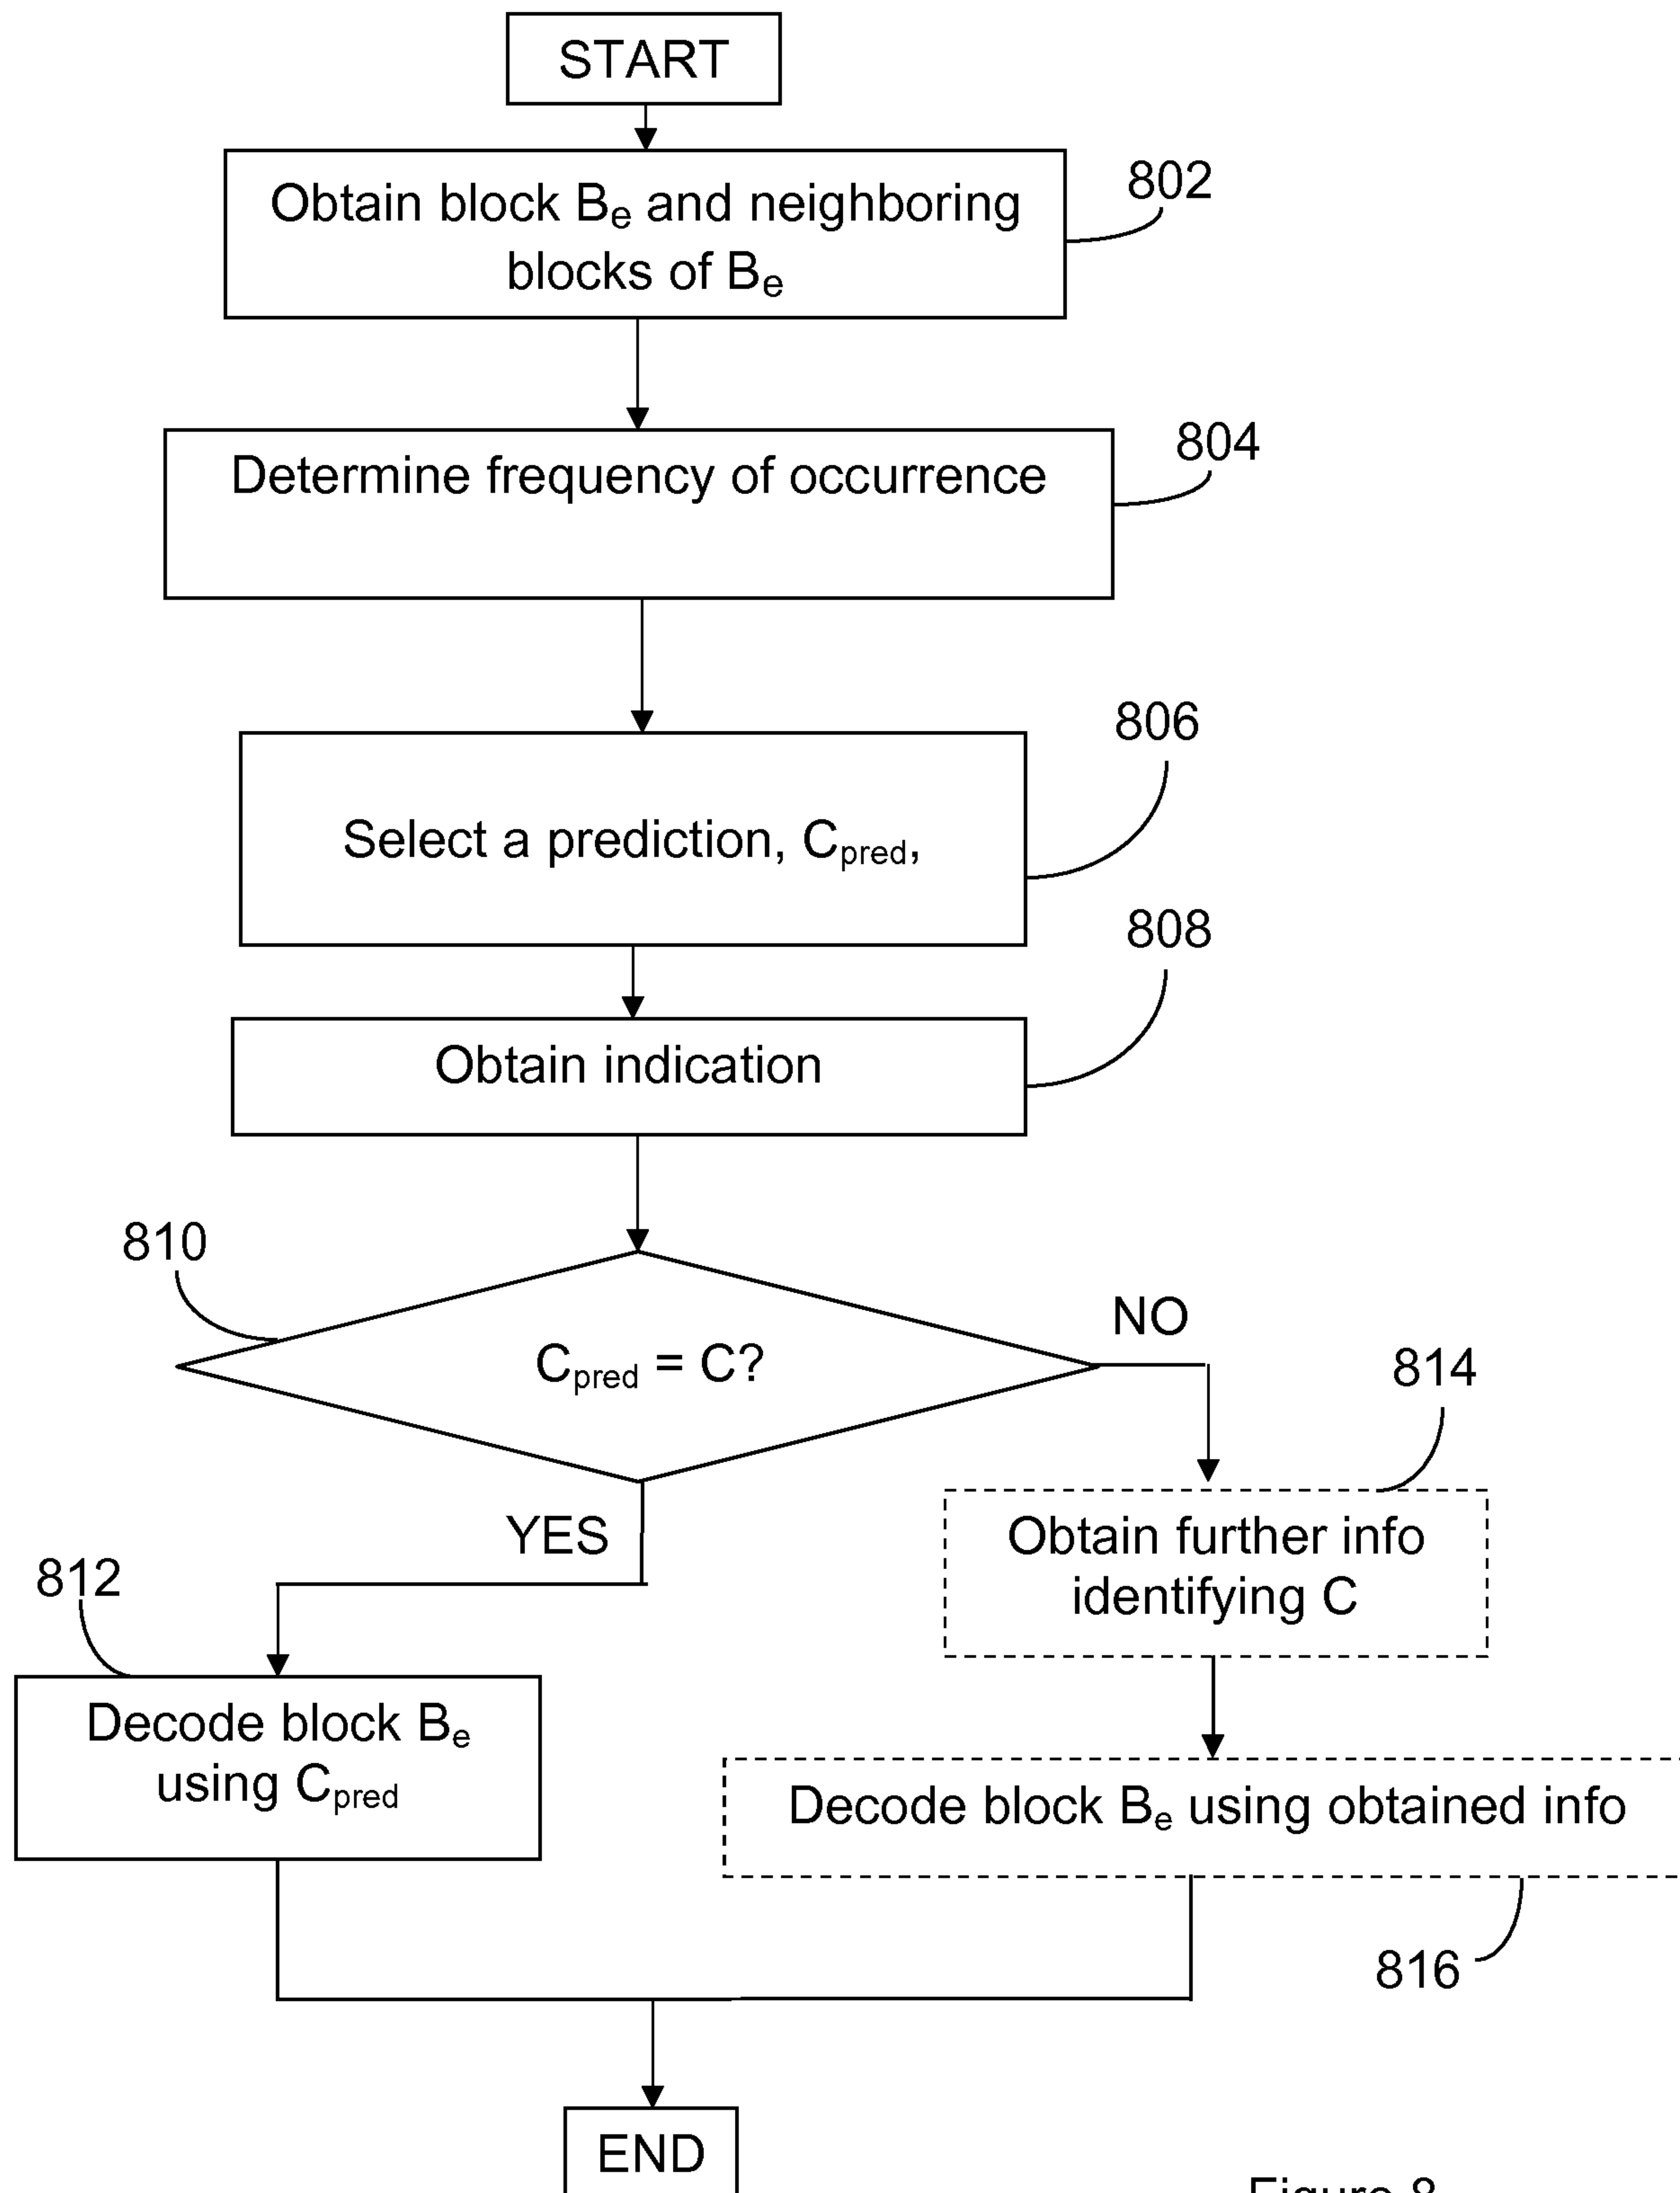 START
Obtain block Be and neighboring
blocks of Be
802
Determine frequency of occurrence
804
Select a prediction, Cpred,
806
Obtain indication
808
Cpred = C?
810
NO
YES
814
Obtain further info
identifying C
812
Decode block Be
using Cpred
Decode block Be using obtained info
816
END
Figure 8